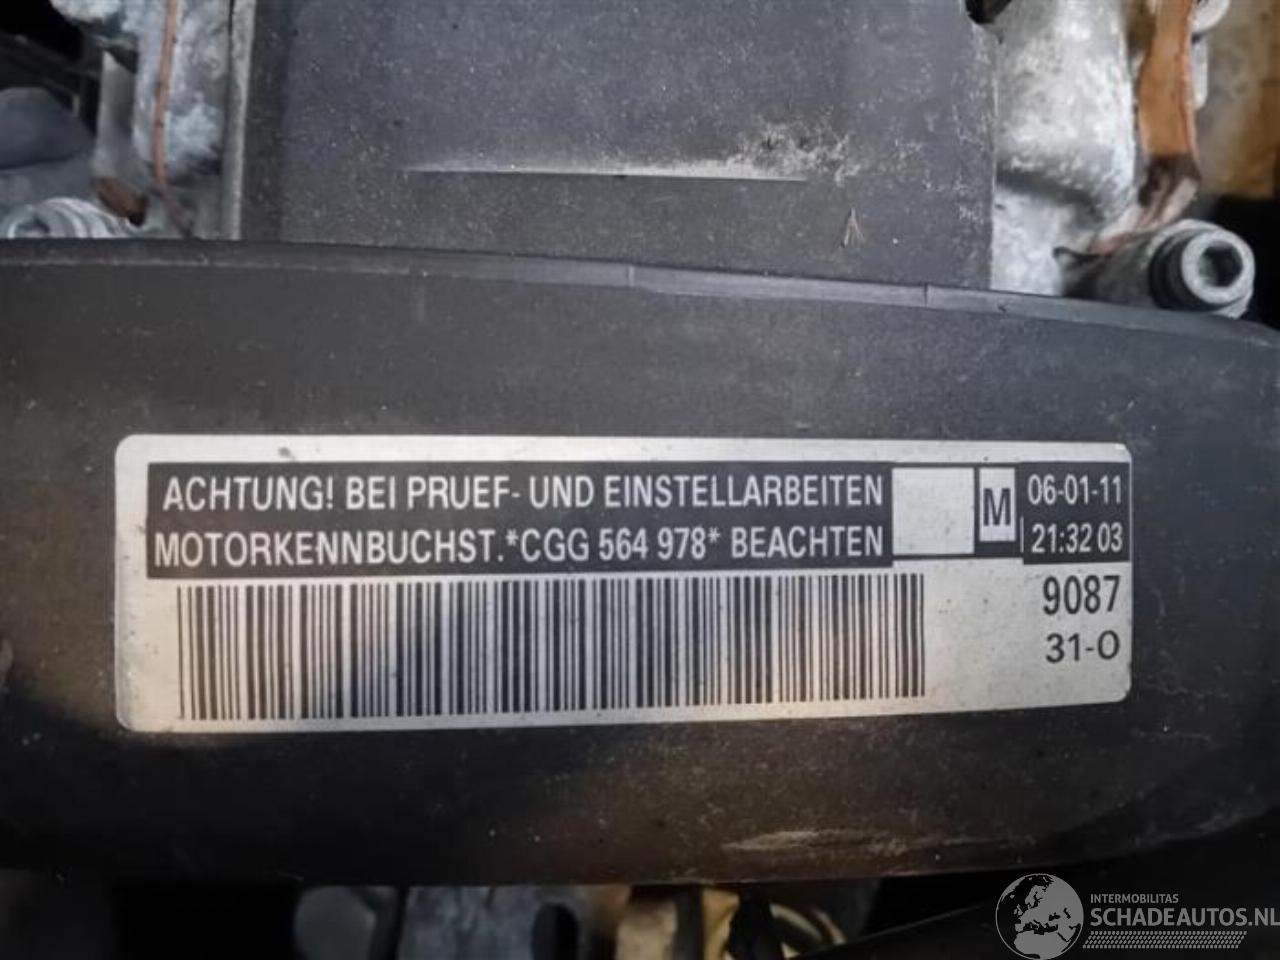 ACHTUNG! BEI PRUEF- UND EINSTELLARBEITEN
MOTORKENNBUCHST.*CGG 564 978* BEACHTEN
M
06-01-11
21:32 03
9087
31-O
INTERMOBILITAS
SCHADEAUTOS.NL